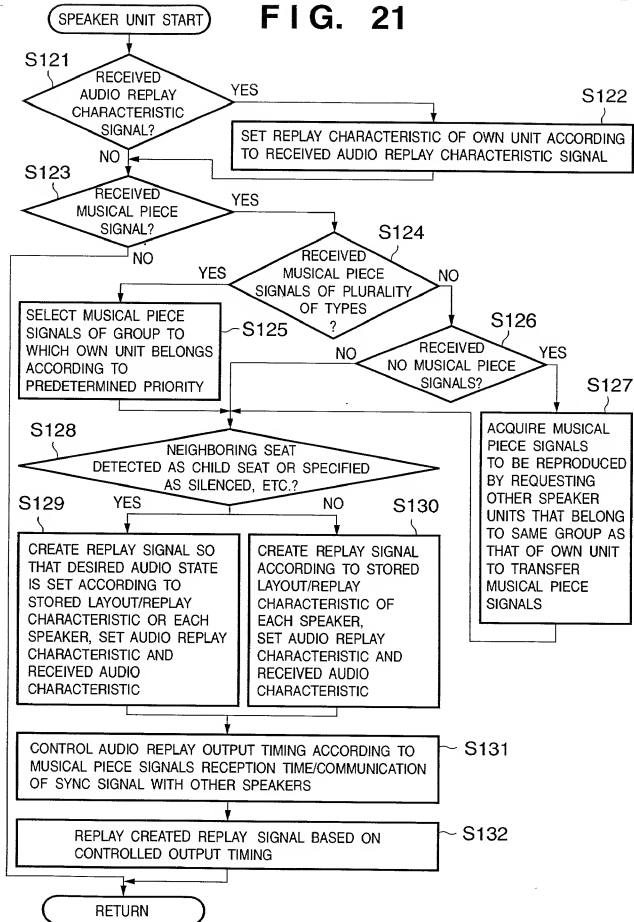 SPEAKER UNIT START
FIG. 21
S121
RECEIVED
AUDIO REPLAY
CHARACTERISTIC
SIGNAL?
YES
S122
SET REPLAY CHARACTERISTIC OF OWN UNIT ACCORDING
TO RECEIVED AUDIO REPLAY CHARACTERISTIC SIGNAL
NO
S123
RECEIVED
MUSICAL PIECE
SIGNAL?
YES
NO
S124
RECEIVED
MUSICAL PIECE
SIGNALS OF PLURALITY
OF TYPES
?
YES
NO
S125
SELECT MUSICAL PIECE
SIGNALS OF GROUP TO
WHICH OWN UNIT BELONGS
ACCORDING TO
PREDETERMINED PRIORITY
S126
RECEIVED
NO MUSICAL PIECE
SIGNALS?
NO
YES
S127
ACQUIRE MUSICAL
PIECE SIGNALS
TO BE REPRODUCED
BY REQUESTING
OTHER SPEAKER
UNITS THAT BELONG
TO SAME GROUP AS
THAT OF OWN UNIT
TO TRANSFER
MUSICAL PIECE
SIGNALS
S128
NEIGHBORING SEAT
DETECTED AS CHILD SEAT OR SPECIFIED
AS SILENCED, ETC.?
YES
NO
S129
CREATE REPLAY SIGNAL SO
THAT DESIRED AUDIO STATE
IS SET ACCORDING TO
STORED LAYOUT/REPLAY
CHARACTERISTIC OR EACH
SPEAKER, SET AUDIO REPLAY
CHARACTERISTIC AND
RECEIVED AUDIO
CHARACTERISTIC
S130
CREATE REPLAY SIGNAL
ACCORDING TO STORED
LAYOUT/REPLAY
CHARACTERISTIC OF
EACH SPEAKER,
SET AUDIO REPLAY
CHARACTERISTIC AND
RECEIVED AUDIO
CHARACTERISTIC
S131
CONTROL AUDIO REPLAY OUTPUT TIMING ACCORDING TO
MUSICAL PIECE SIGNALS RECEPTION TIME/COMMUNICATION
OF SYNC SIGNAL WITH OTHER SPEAKERS
S132
REPLAY CREATED REPLAY SIGNAL BASED ON
CONTROLLED OUTPUT TIMING
RETURN